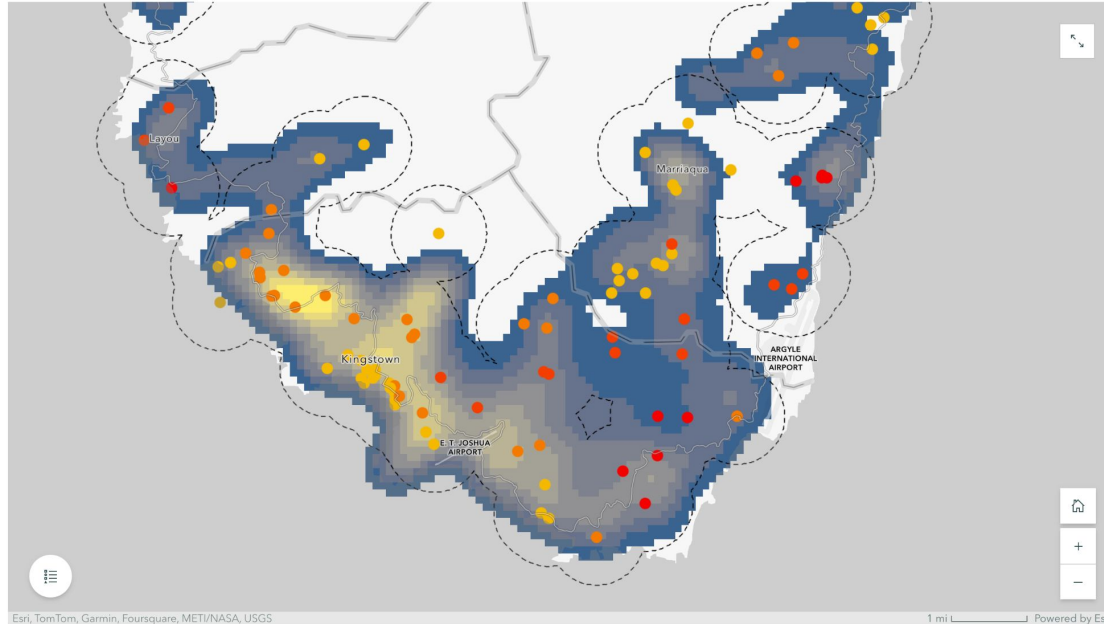 Layou
Marriaqua
ARGYLE
INTERNATIONAL
AIRPORT
Kingstown
E. T. JOSHUA
AIRPORT
+
−
Esri, TomTom, Garmin, Foursquare, METI/NASA, USGS
1 mi
Powered by Es